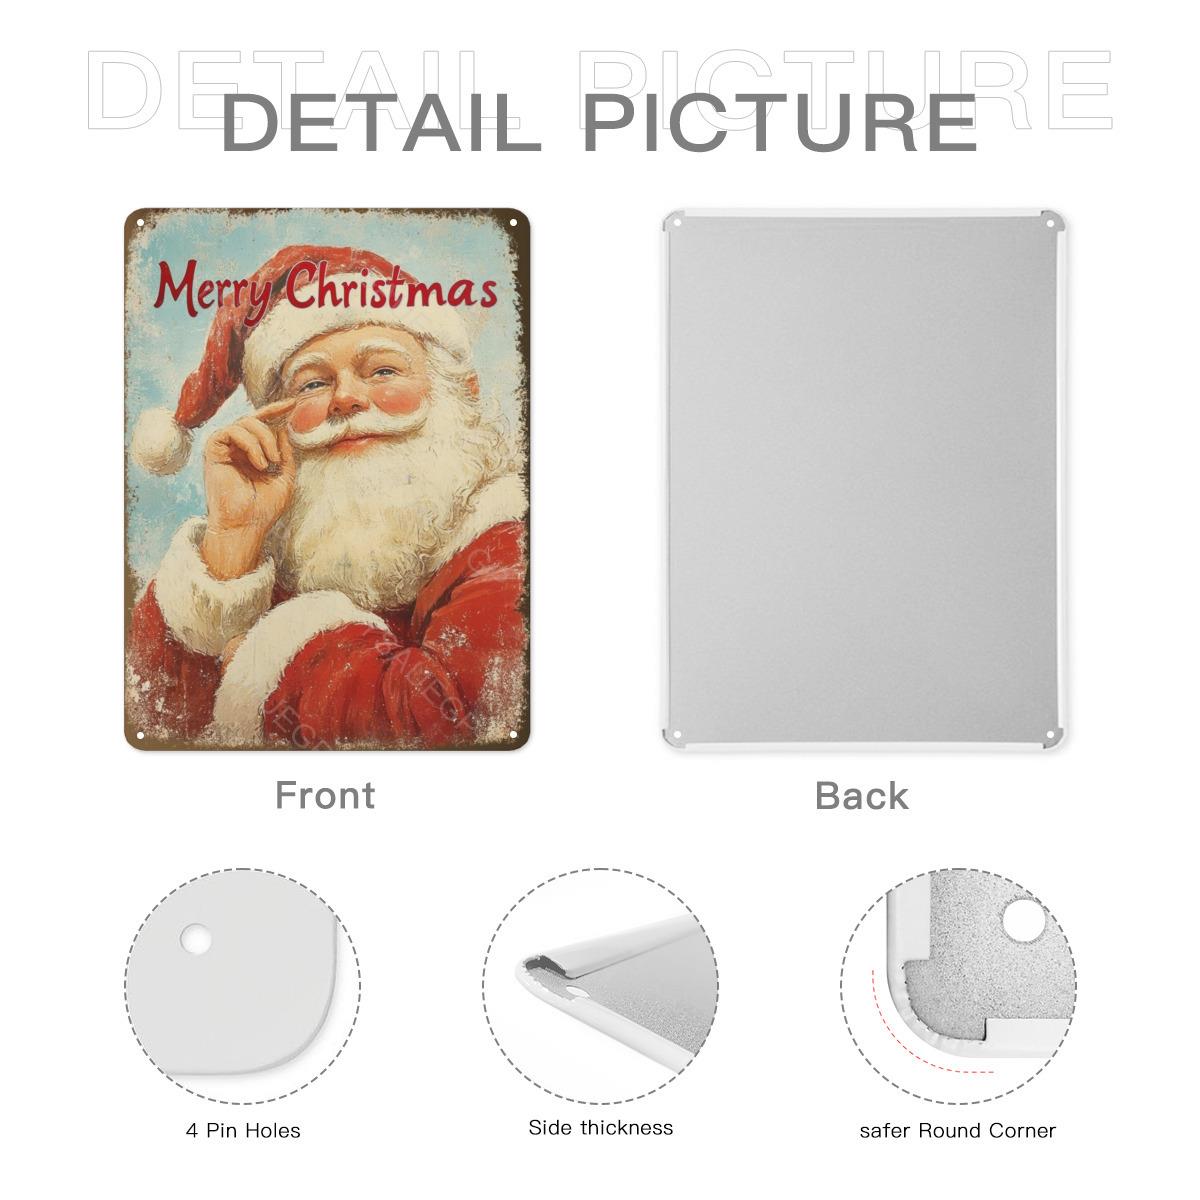 DETAIL PICTURE
DETAIL PICTURE
Merry Christmas
Front
Back
4 Pin Holes
Side thickness
safer Round Corner